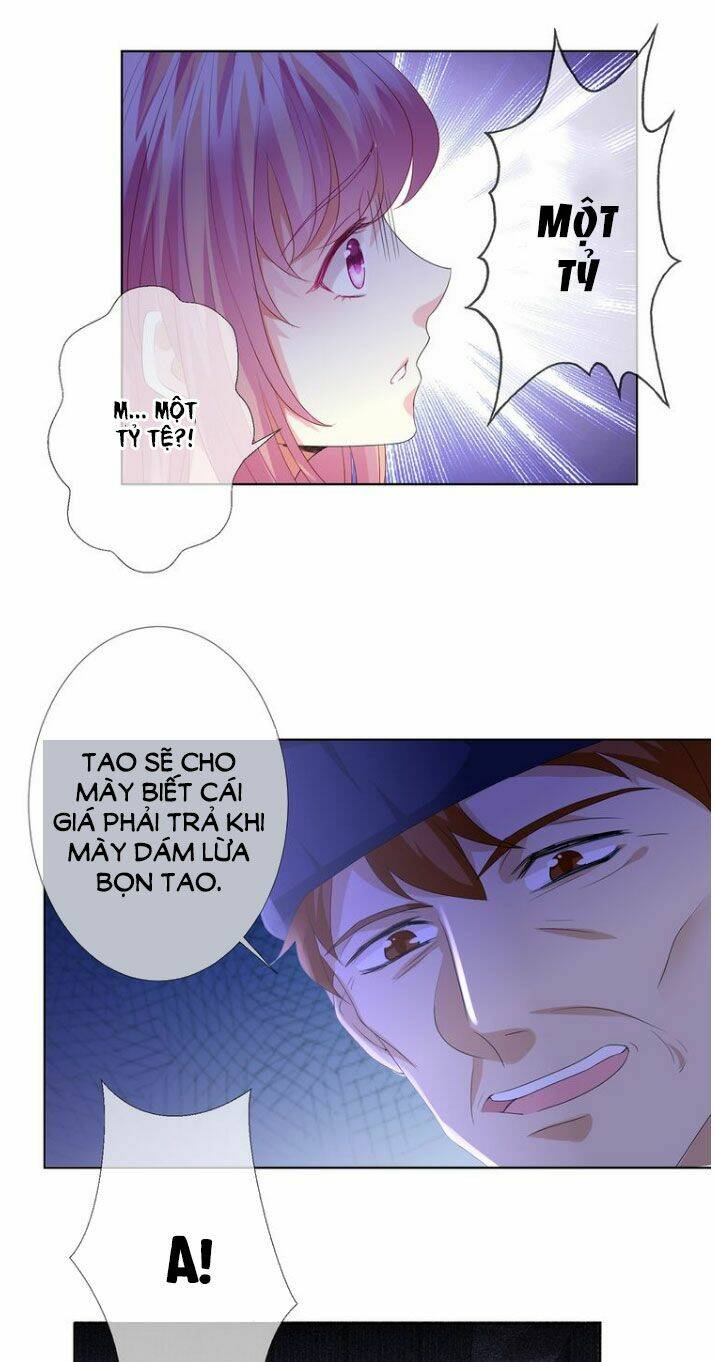 MỘT
TỶ
M... MỘT
TỶ TỆ?!
TAO SẼ CHO
MÀY BIẾT CÁI
GIÁ PHẢI TRẢ KHI
MÀY DÁM LỪA
BỌN TAO.
A!